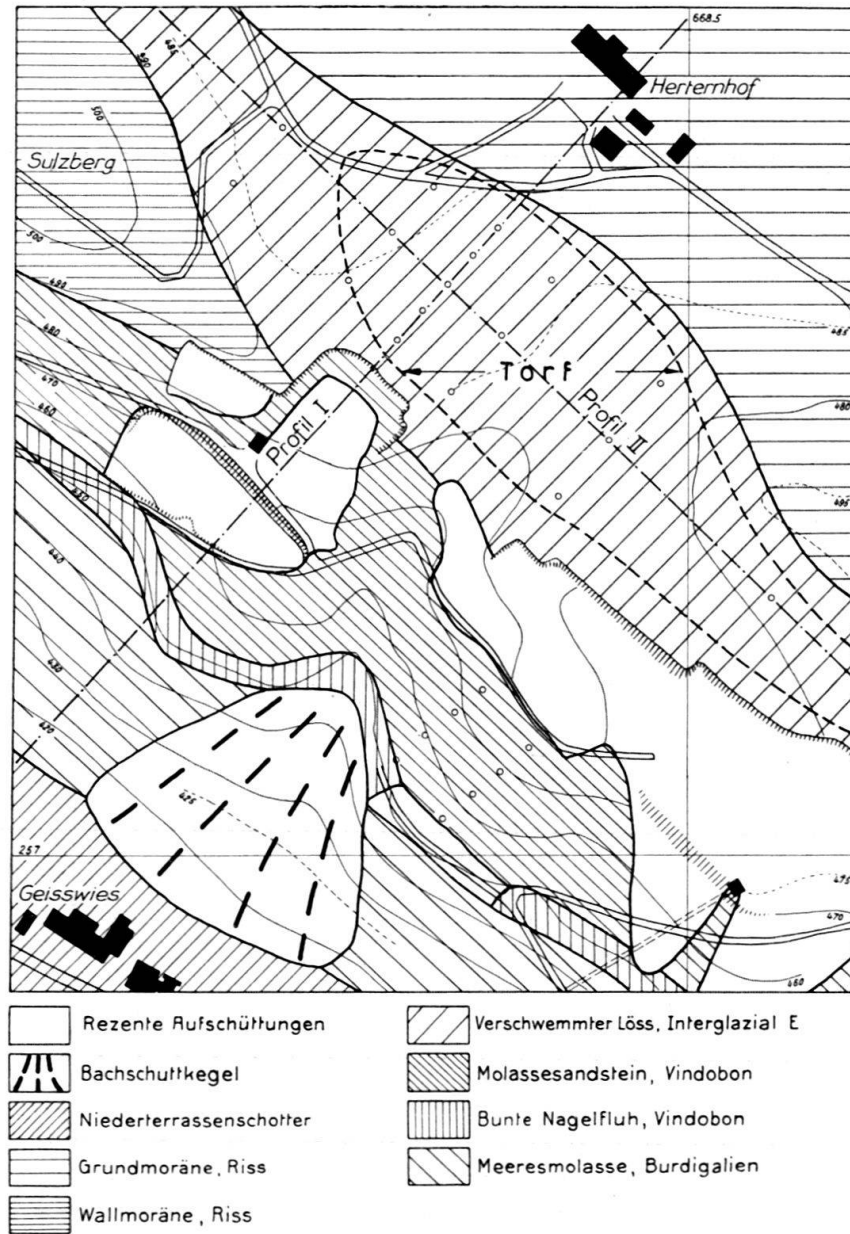 668.5
490
485
Herternhof
500
Sulzberg
500
490
480
470
460
450
440
430
420
485
480
495
Torf
Profil I
Profil II
425
257
Geisswies
475
470
460
Rezente Aufschüttungen
Bachschuttkegel
Niederterrassenschotter
Grundmoräne, Riss
Wallmoräne, Riss
Verschwemmter Löss, Interglazial E
Molassesandstein, Vindobon
Bunte Nagelfluh, Vindobon
Meeresmolasse, Burdigalien